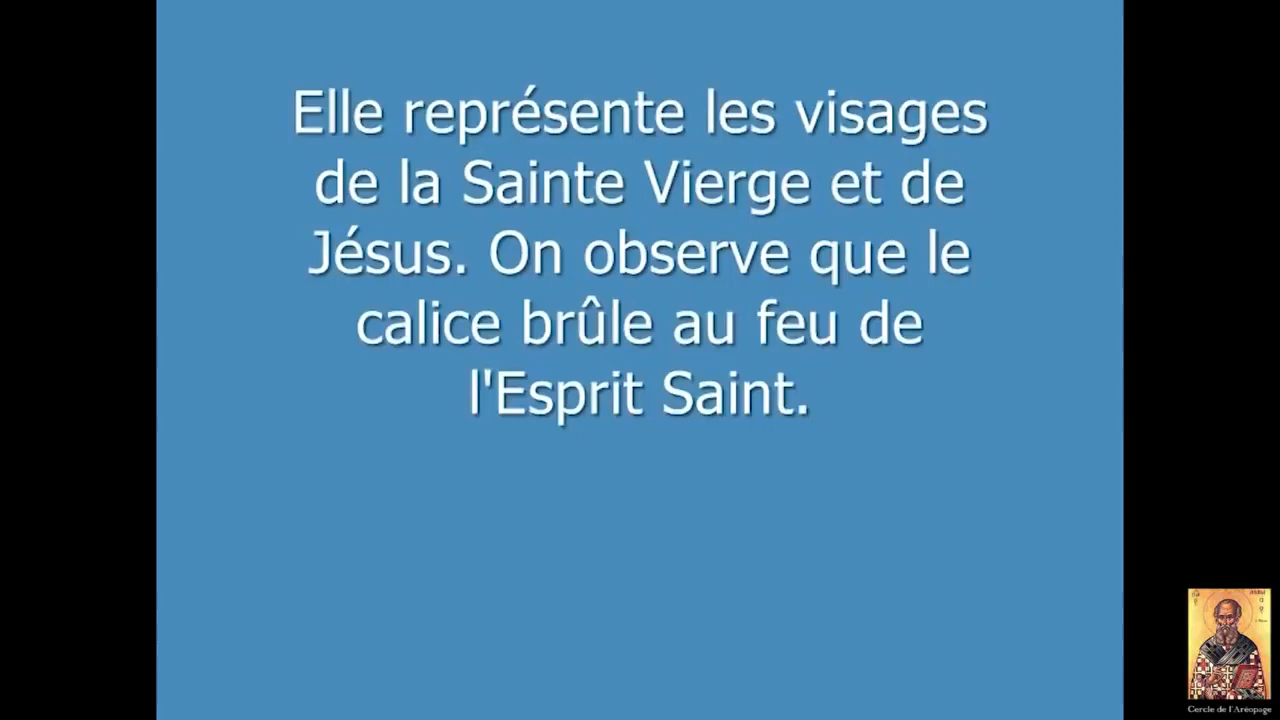 Elle représente les visages
de la Sainte Vierge et de
Jésus. On observe que le
calice brûle au feu de
l'Esprit Saint.
Cercle de l'Aréopage